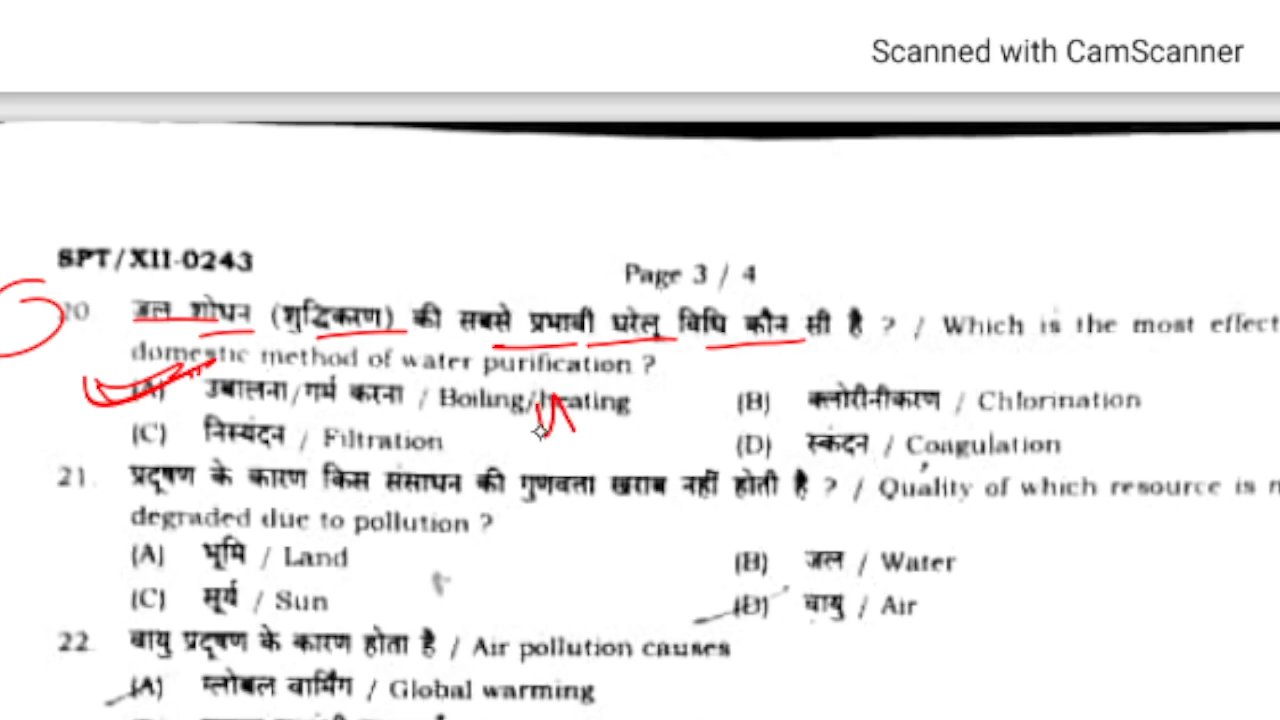 Scanned with CamScanner
SPT/XII-0243
Page 3 / 4
20 जल शोधन (शुद्धिकरण) की सबसे प्रभावी घरेलू विधि कौन सी है ? / Which is the most effect
domestic method of water purification ?
(A) उबालना/गर्म करना / Boiling/heating (B) क्लोरीनीकरण / Chlorination
(C) निस्यंदन / Filtration (D) स्कंदन / Coagulation
21. प्रदूषण के कारण किस संसाधन की गुणवता खराब नहीं होती है ? / Quality of which resource is n
degraded due to pollution ?
(A) भूमि / Land (B) जल / Water
(C) सूर्य / Sun (D) वायु / Air
22. वायु प्रदूषण के कारण होता है / Air pollution causes
(A) ग्लोबल वार्मिंग / Global warming